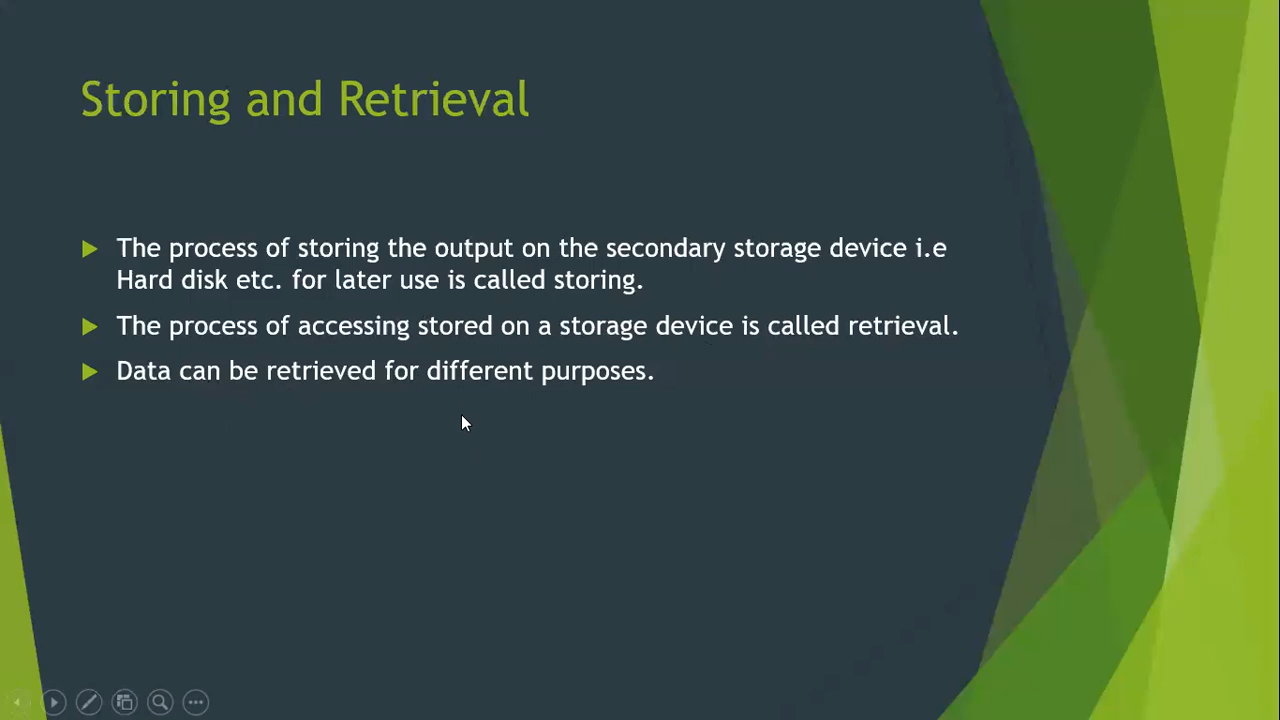 Storing and Retrieval
The process of storing the output on the secondary storage device i.e
Hard disk etc. for later use is called storing.
The process of accessing stored on a storage device is called retrieval.
Data can be retrieved for different purposes.